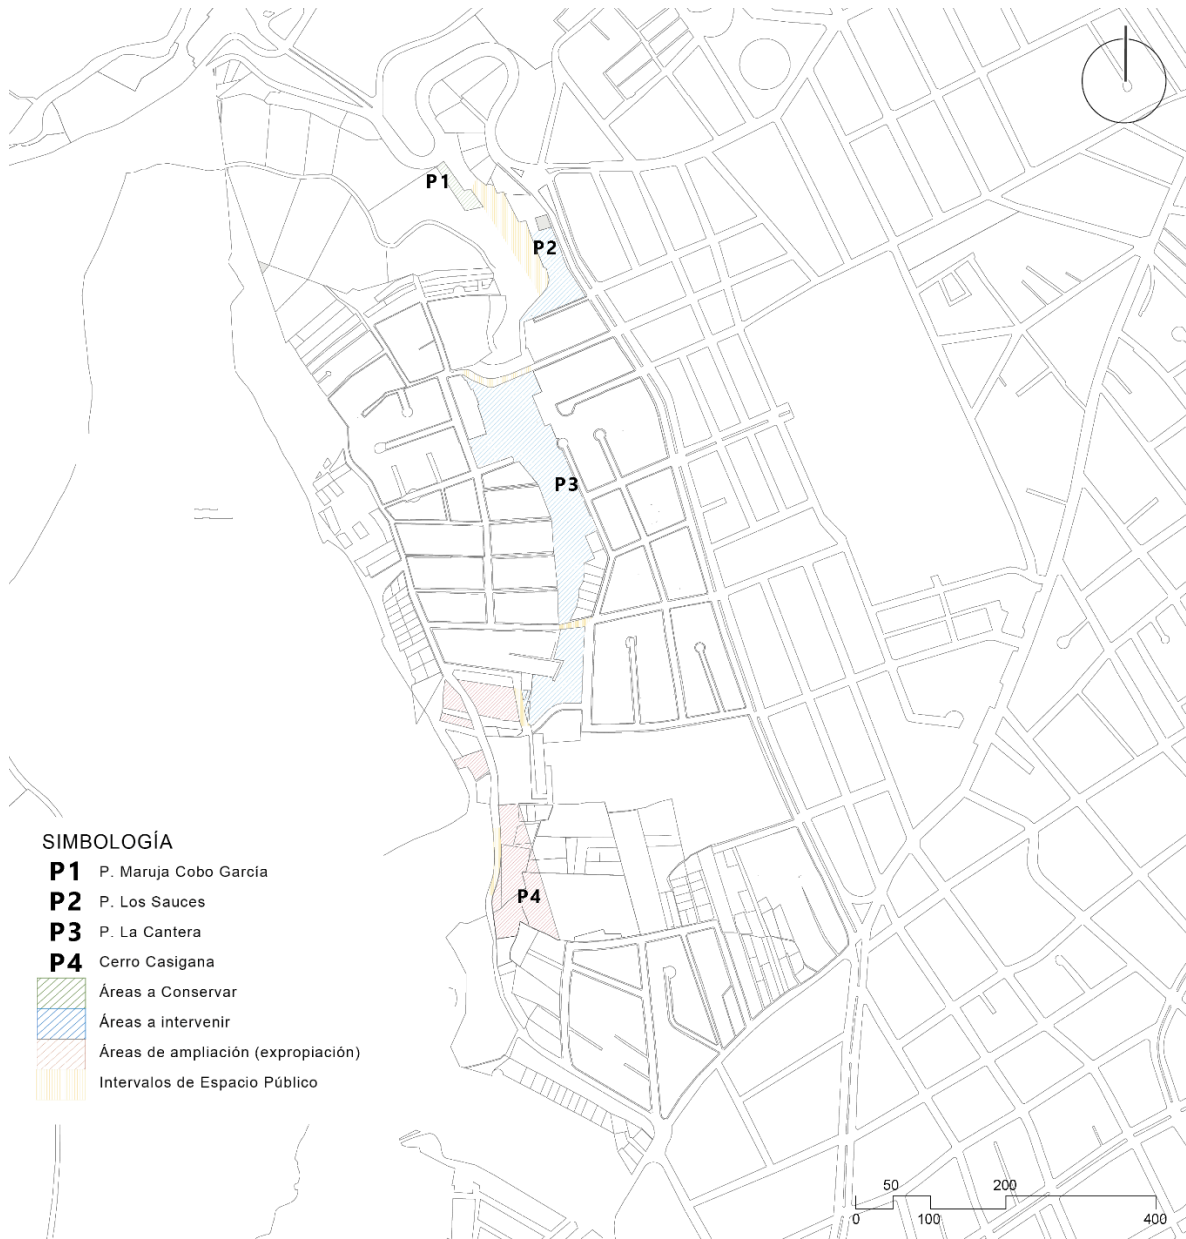 P1
P2
P3
P4
SIMBOLOGÍA
P1 P. Maruja Cobo García
P2 P. Los Sauces
P3 P. La Cantera
P4 Cerro Casigana
Áreas a Conservar
Áreas a intervenir
Áreas de ampliación (expropiación)
Intervalos de Espacio Público
50 200
0 100 400